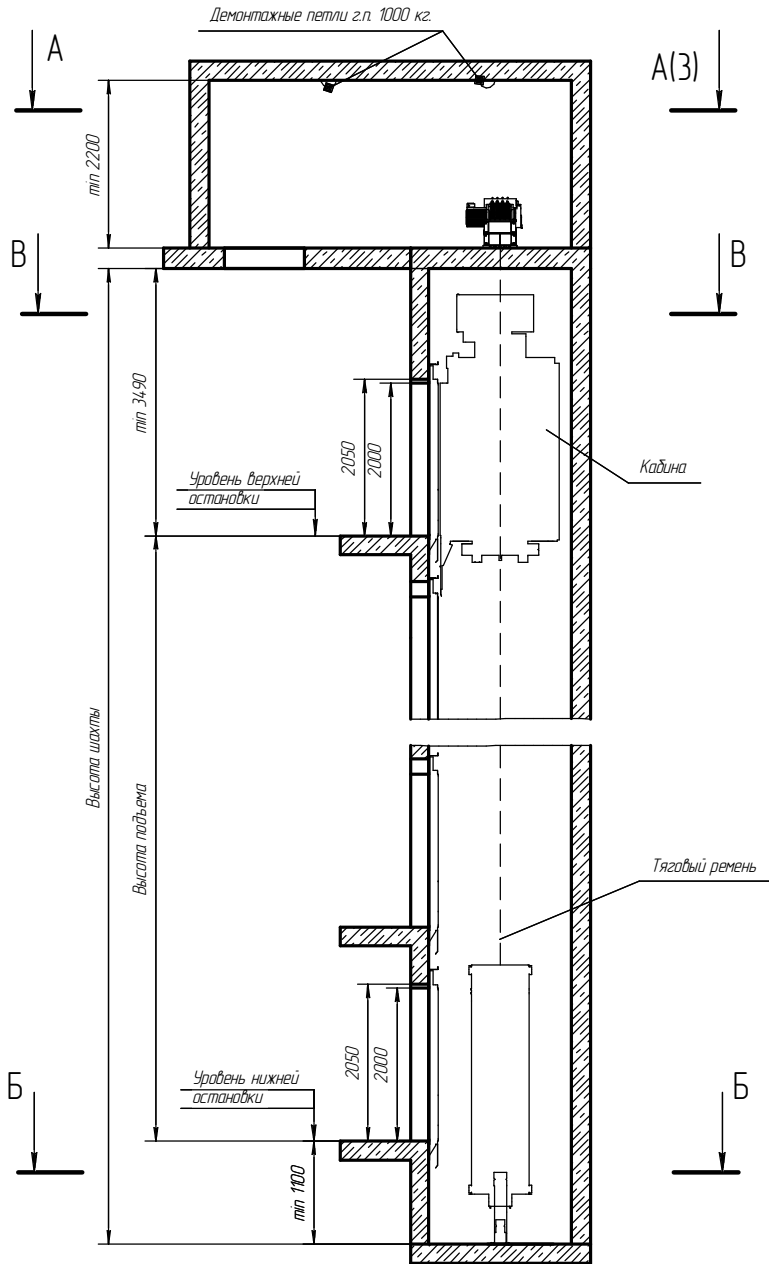 Демонтажные петли г.п. 1000 кг.
А
А(3)
min 2200
В
В
min 3490
2050
2000
Уровень верхней
остановки
Кабина
Высота шахты
Высота подъема
Тяговый ремень
2050
2000
Уровень нижней
остановки
Б
Б
min 1100